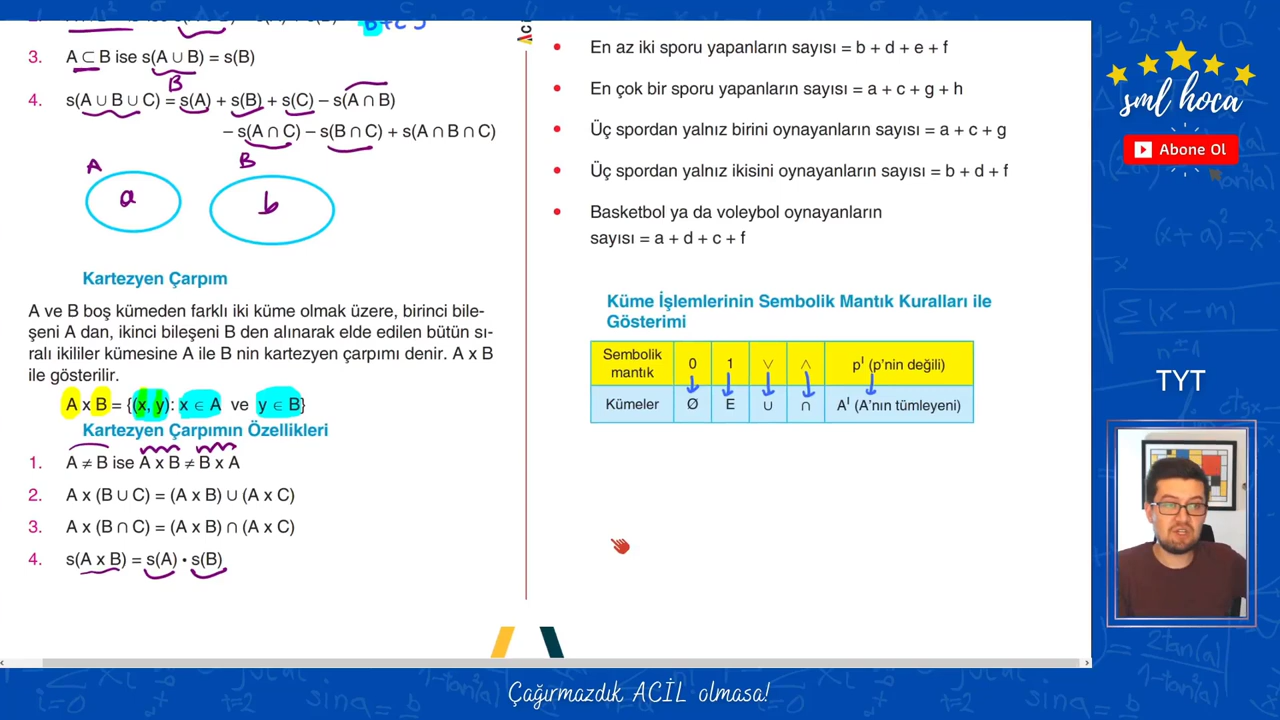 3. A ⊂ B ise s(A ∪ B) = s(B)
B
4. s(A ∪ B ∪ C) = s(A) + s(B) + s(C) – s(A ∩ B)
– s(A ∩ C) – s(B ∩ C) + s(A ∩ B ∩ C)
A B
a b
Kartezyen Çarpım
A ve B boş kümeden farklı iki küme olmak üzere, birinci bile-
şeni A dan, ikinci bileşeni B den alınarak elde edilen bütün sı-
ralı ikililer kümesine A ile B nin kartezyen çarpımı denir. A x B
ile gösterilir.
A x B = {(x, y): x ∈ A ve y ∈ B}
Kartezyen Çarpımın Özellikleri
1. A ≠ B ise A x B ≠ B x A
2. A x (B ∪ C) = (A x B) ∪ (A x C)
3. A x (B ∩ C) = (A x B) ∩ (A x C)
4. s(A x B) = s(A) • s(B)
• En az iki sporu yapanların sayısı = b + d + e + f
• En çok bir sporu yapanların sayısı = a + c + g + h
• Üç spordan yalnız birini oynayanların sayısı = a + c + g
• Üç spordan yalnız ikisini oynayanların sayısı = b + d + f
• Basketbol ya da voleybol oynayanların
sayısı = a + d + c + f
Küme İşlemlerinin Sembolik Mantık Kuralları ile
Gösterimi
Sembolik
mantık 0 1 ∨ ∧ pı (p'nin değili)
Kümeler Ø E ∪ ∩ Aı (A'nın tümleyeni)
sml hoca
Abone Ol
TYT
Çağırmazdık ACİL olmasa!